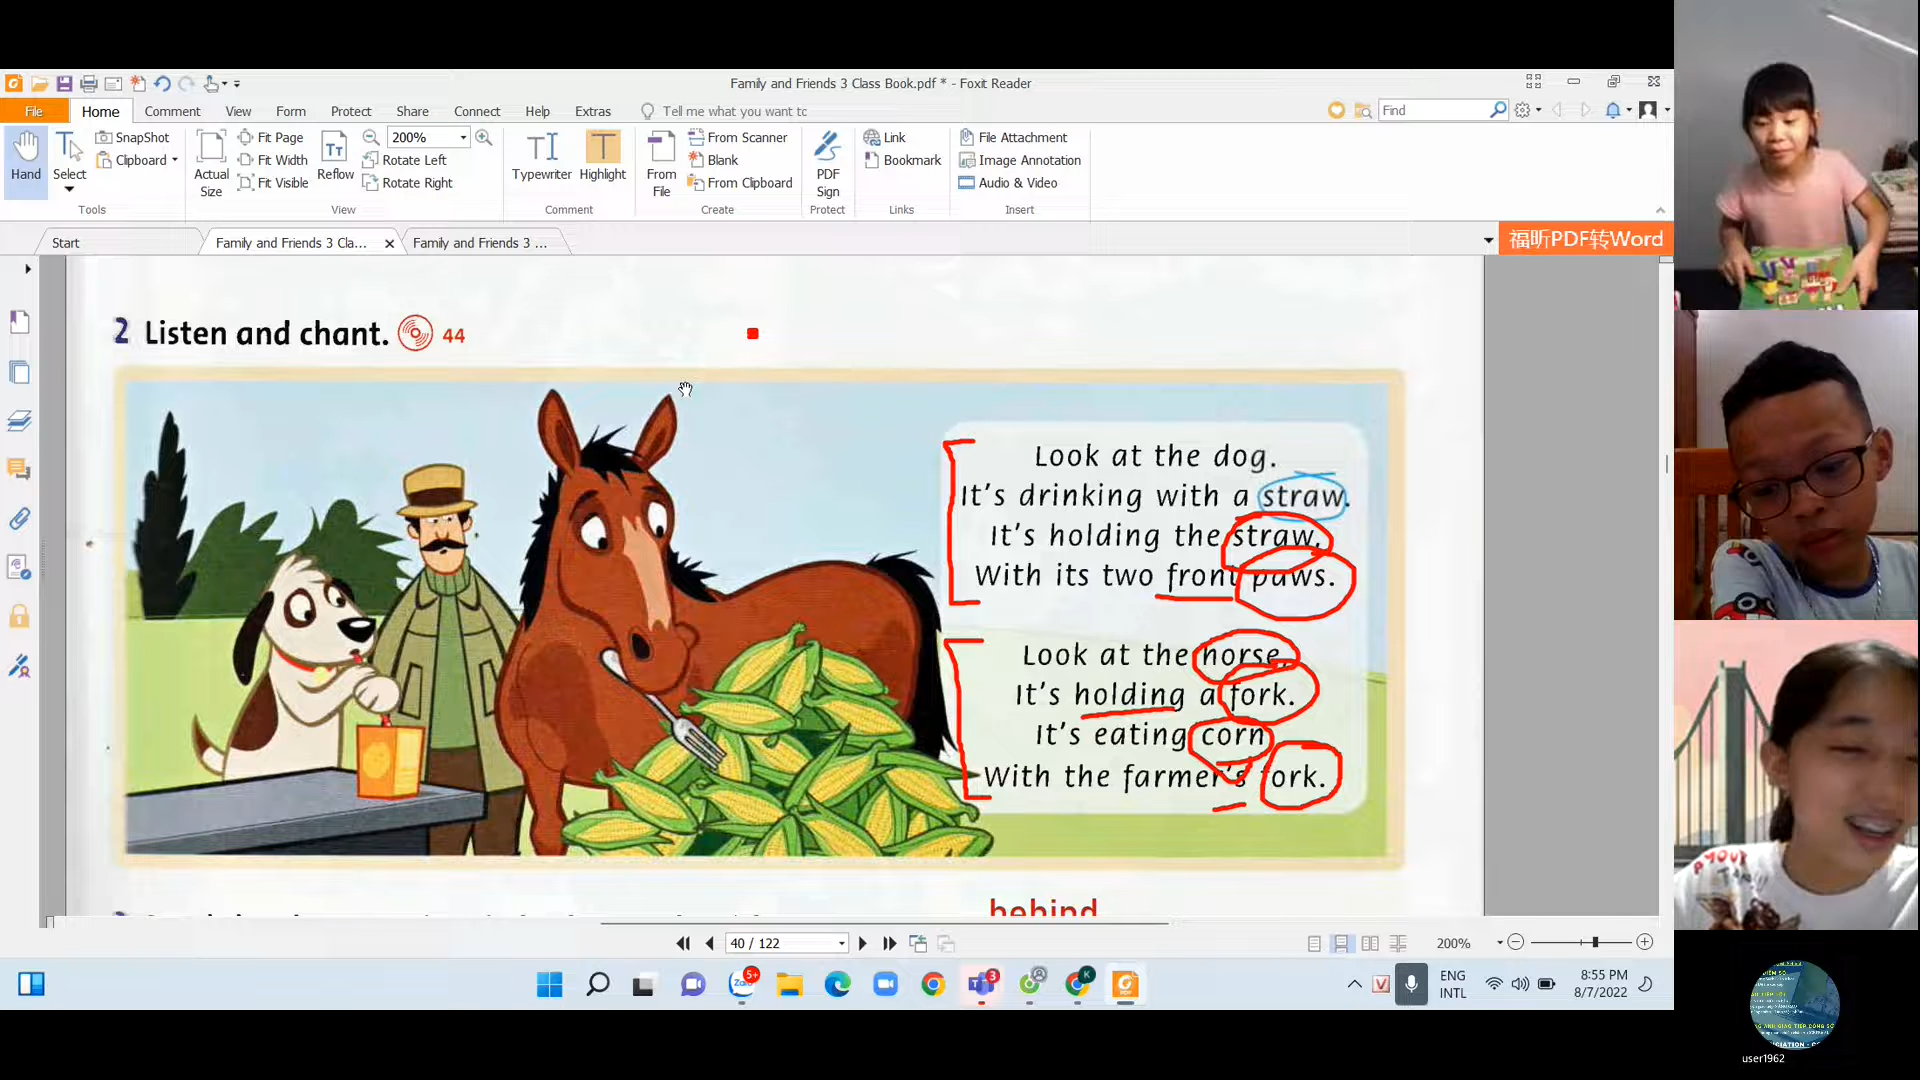 Family and Friends 3 Class Book.pdf * - Foxit Reader
File Home Comment View Form Protect Share Connect Help Extras Tell me what you want tc Find
Hand
Select
SnapShot
Clipboard
Tools
Actual Size
Fit Page
Fit Width
Fit Visible
Reflow
200%
Rotate Left
Rotate Right
View
Typewriter
Highlight
Comment
From File
From Scanner
Blank
From Clipboard
Create
PDF Sign
Protect
Link
Bookmark
Links
File Attachment
Image Annotation
Audio & Video
Insert
Start
Family and Friends 3 Cla...
Family and Friends 3 ...
福昕PDF转Word
2 Listen and chant. 44
Look at the dog.
It's drinking with a straw.
It's holding the straw,
With its two front paws.
Look at the horse,
It's holding a fork.
It's eating corn
With the farmer's fork.
behind
40 / 122
200%
5+
Zalo
3
K
V
ENG
INTL
8:55 PM
8/7/2022
user1962